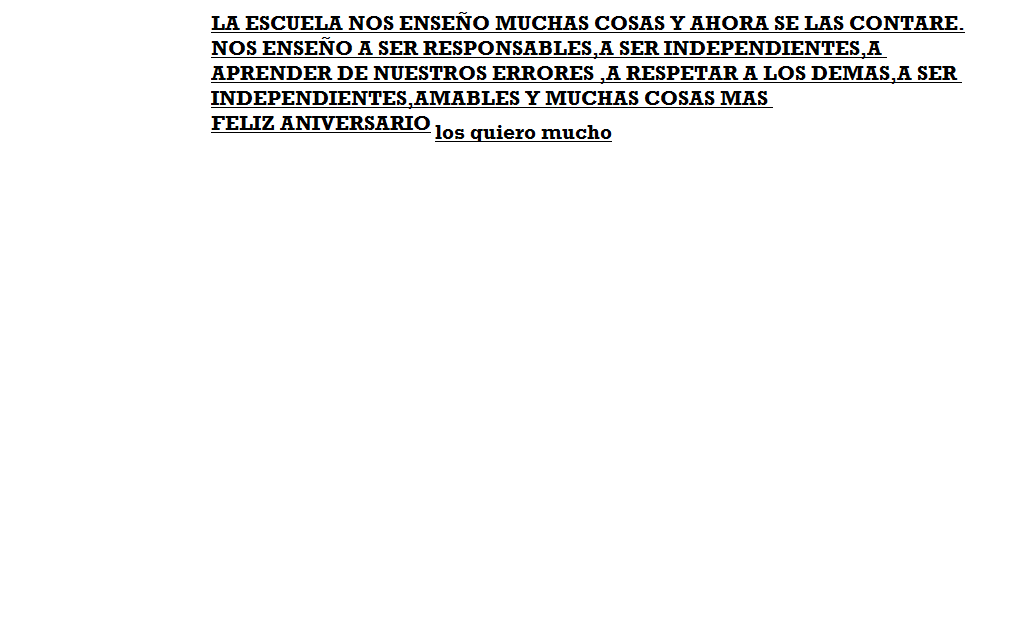 LA ESCUELA NOS ENSEÑO MUCHAS COSAS Y AHORA SE LAS CONTARE.
NOS ENSEÑO A SER RESPONSABLES,A SER INDEPENDIENTES,A
APRENDER DE NUESTROS ERRORES ,A RESPETAR A LOS DEMAS,A SER
INDEPENDIENTES,AMABLES Y MUCHAS COSAS MAS
FELIZ ANIVERSARIO los quiero mucho